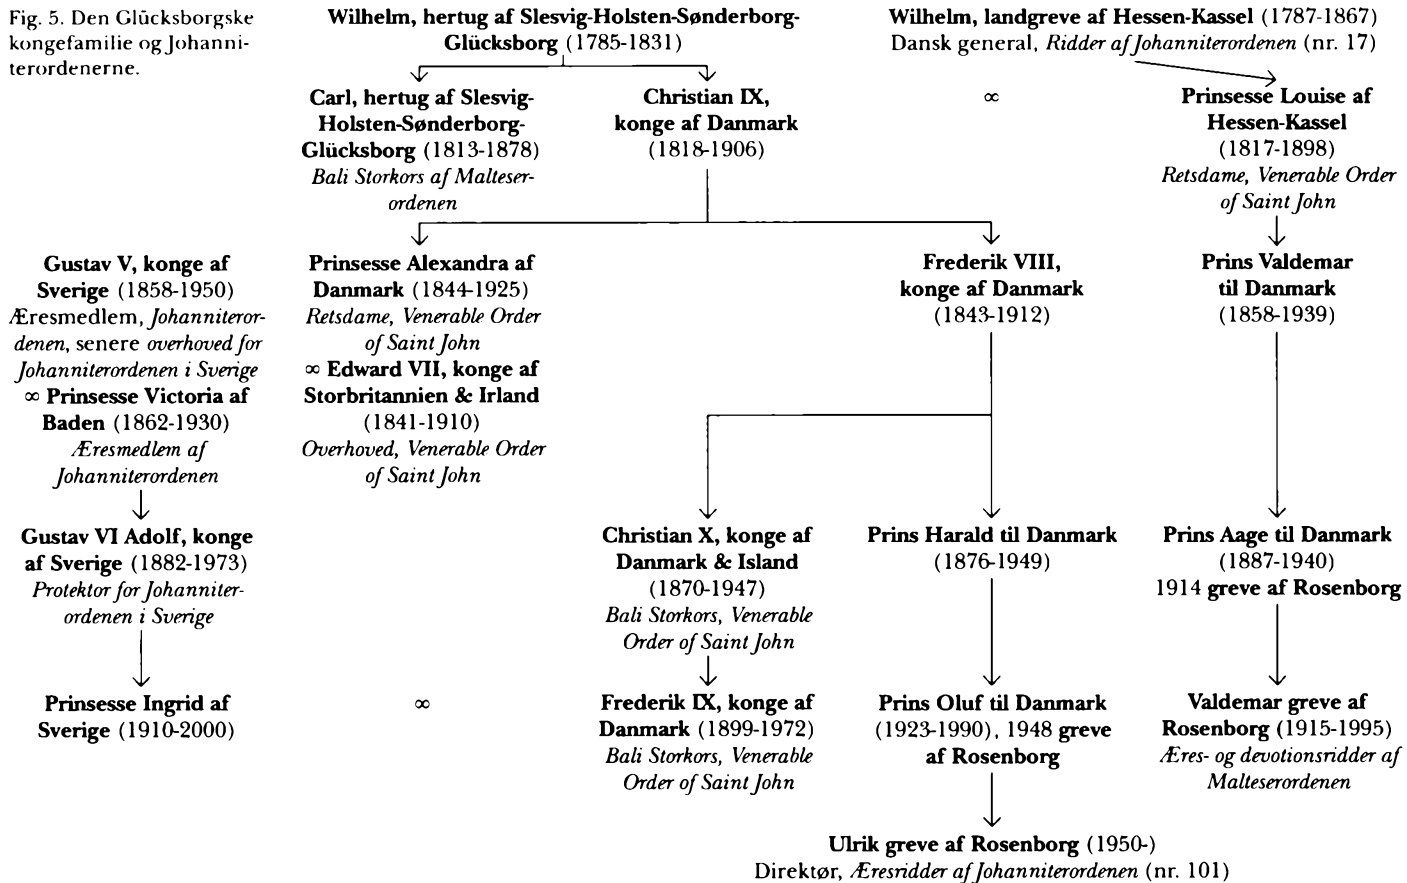 Fig. 5. Den Glücksborgske
kongefamilie og Johanni-
terordenerne.
Wilhelm, hertug af Slesvig-Holsten-Sønderborg-
Glücksborg (1785-1831)
Wilhelm, landgreve af Hessen-Kassel (1787-1867)
Dansk general, Ridder af Johanniterordenen (nr. 17)
Carl, hertug af Slesvig-
Holsten-Sønderborg-
Glücksborg (1813-1878)
Bali Storkors af Malteser-
ordenen
Christian IX,
konge af Danmark
(1818-1906)
∞
Prinsesse Louise af
Hessen-Kassel
(1817-1898)
Retsdame, Venerable Order
of Saint John
Gustav V, konge af
Sverige (1858-1950)
Æresmedlem, Johanniteror-
denen, senere overhoved for
Johanniterordenen i Sverige
∞ Prinsesse Victoria af
Baden (1862-1930)
Æresmedlem af
Johanniterordenen
Prinsesse Alexandra af
Danmark (1844-1925)
Retsdame, Venerable Order
of Saint John
∞ Edward VII, konge af
Storbritannien & Irland
(1841-1910)
Overhoved, Venerable Order
of Saint John
Frederik VIII,
konge af Danmark
(1843-1912)
Prins Valdemar
til Danmark
(1858-1939)
Gustav VI Adolf, konge
af Sverige (1882-1973)
Protektor for Johanniter-
ordenen i Sverige
Christian X, konge af
Danmark & Island
(1870-1947)
Bali Storkors, Venerable
Order of Saint John
Prins Harald til Danmark
(1876-1949)
Prins Aage til Danmark
(1887-1940)
1914 greve af Rosenborg
Prinsesse Ingrid af
Sverige (1910-2000)
∞
Frederik IX, konge af
Danmark (1899-1972)
Bali Storkors, Venerable
Order of Saint John
Prins Oluf til Danmark
(1923-1990), 1948 greve
af Rosenborg
Valdemar greve af
Rosenborg (1915-1995)
Æres- og devotionsridder af
Malteserordenen
Ulrik greve af Rosenborg (1950-)
Direktør, Æresridder af Johanniterordenen (nr. 101)